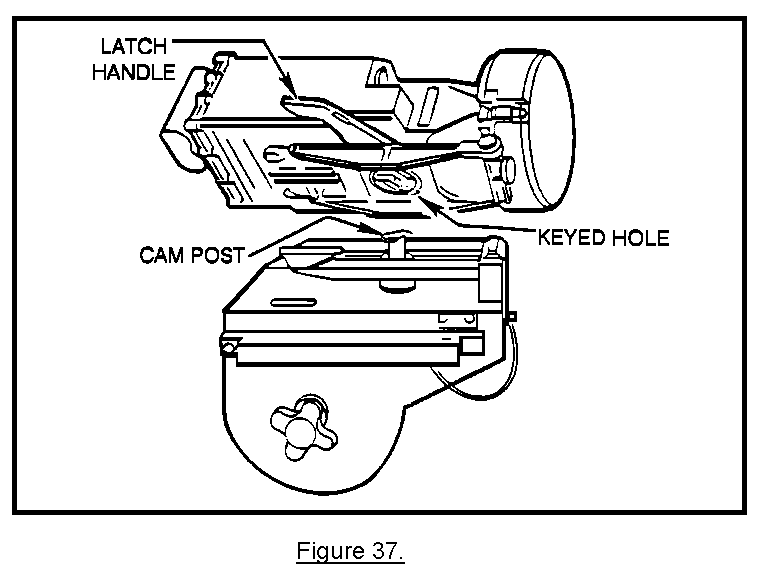 LATCH
HANDLE
CAM POST
KEYED HOLE
Figure 37.